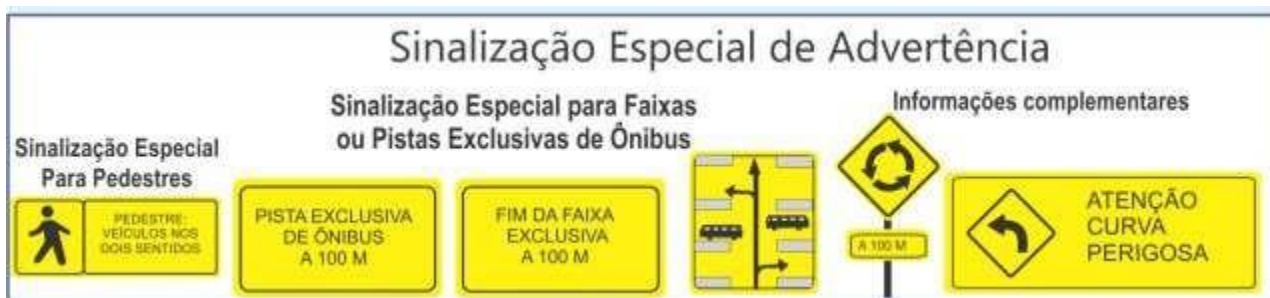 Sinalização Especial de Advertência
Sinalização Especial
Para Pedestres
PEDESTRE:
VEÍCULOS NOS
DOIS SENTIDOS
Sinalização Especial para Faixas
ou Pistas Exclusivas de Ônibus
PISTA EXCLUSIVA
DE ÔNIBUS
A 100 M
FIM DA FAIXA
EXCLUSIVA
A 100 M
Informações complementares
A 100 M
ATENÇÃO
CURVA
PERIGOSA